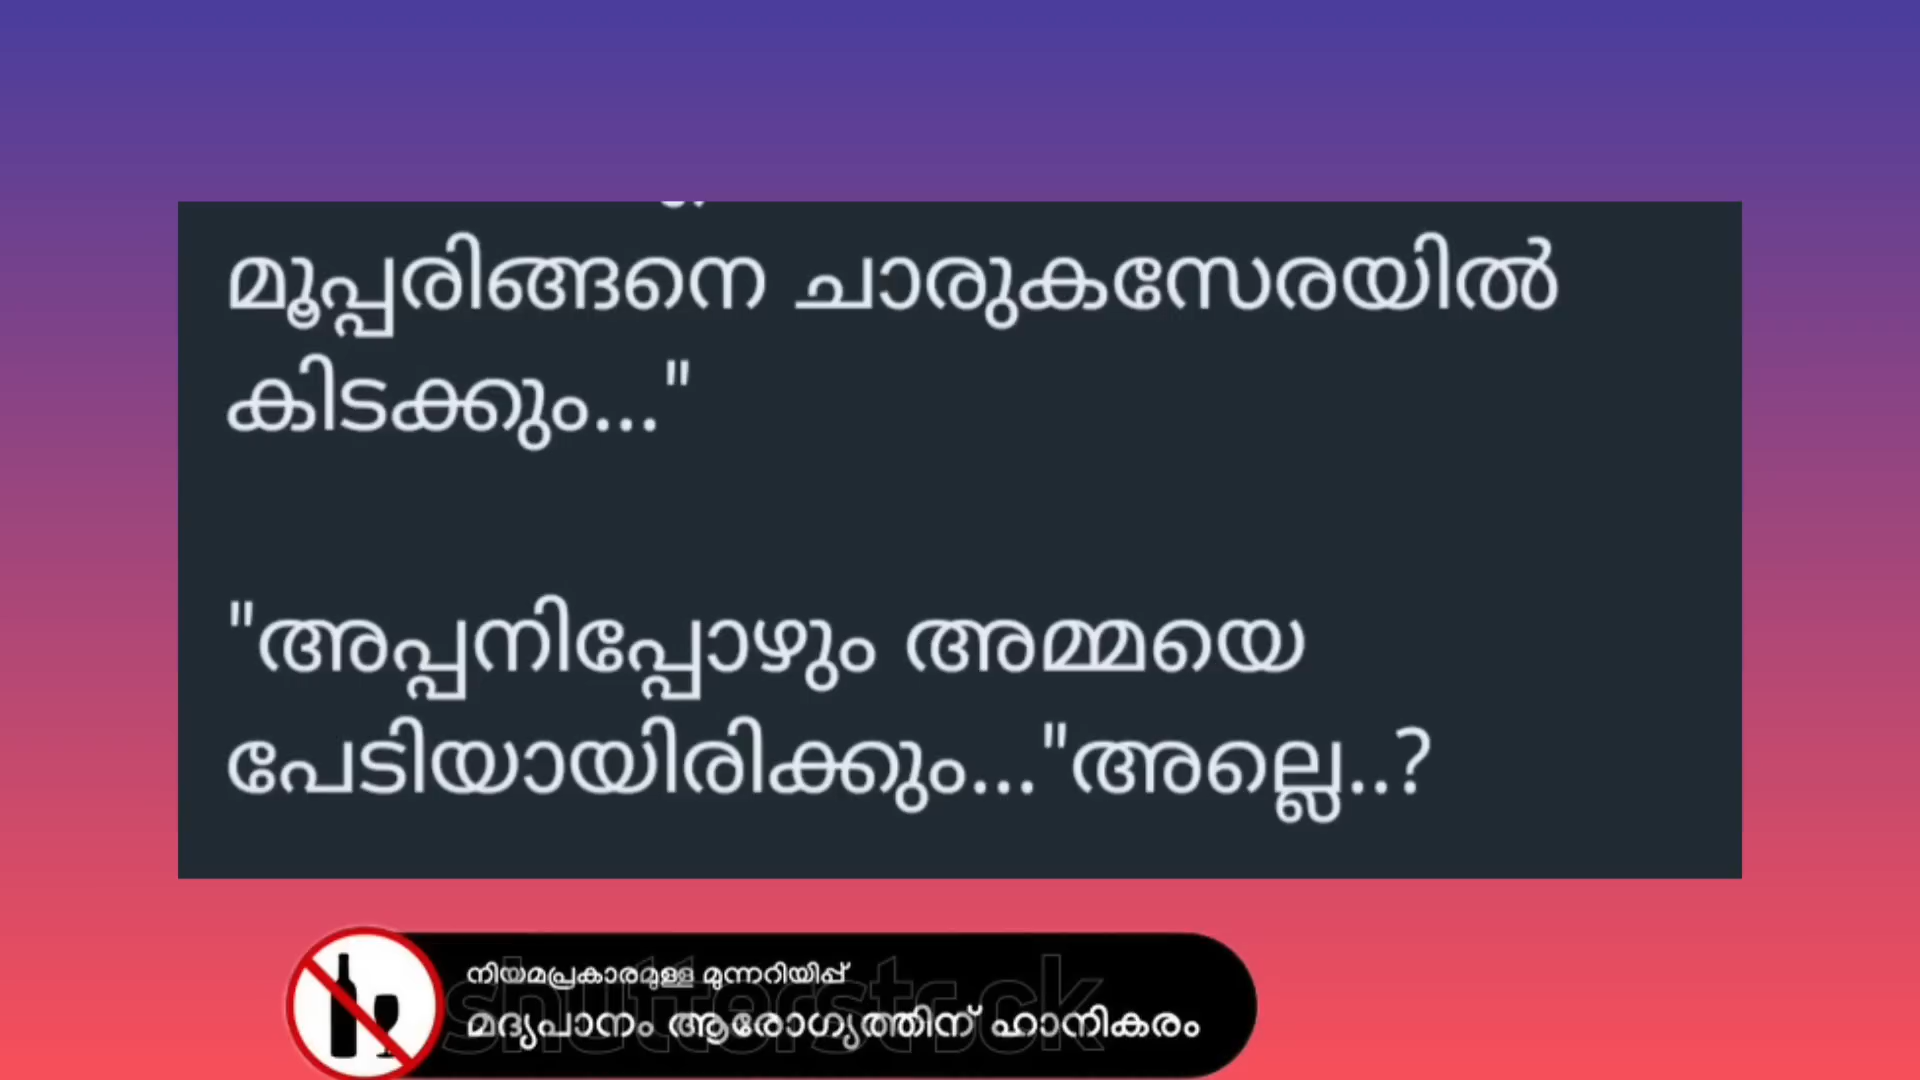 മൂപ്പരിങ്ങനെ ചാരുകസേരയിൽ
കിടക്കും..."
"അപ്പനിപ്പോഴും അമ്മയെ
പേടിയായിരിക്കും..."അല്ലെ..?
നിയമപ്രകാരമുള്ള മുന്നറിയിപ്പ്
മദ്യപാനം ആരോഗ്യത്തിന് ഹാനികരം
shutterstock